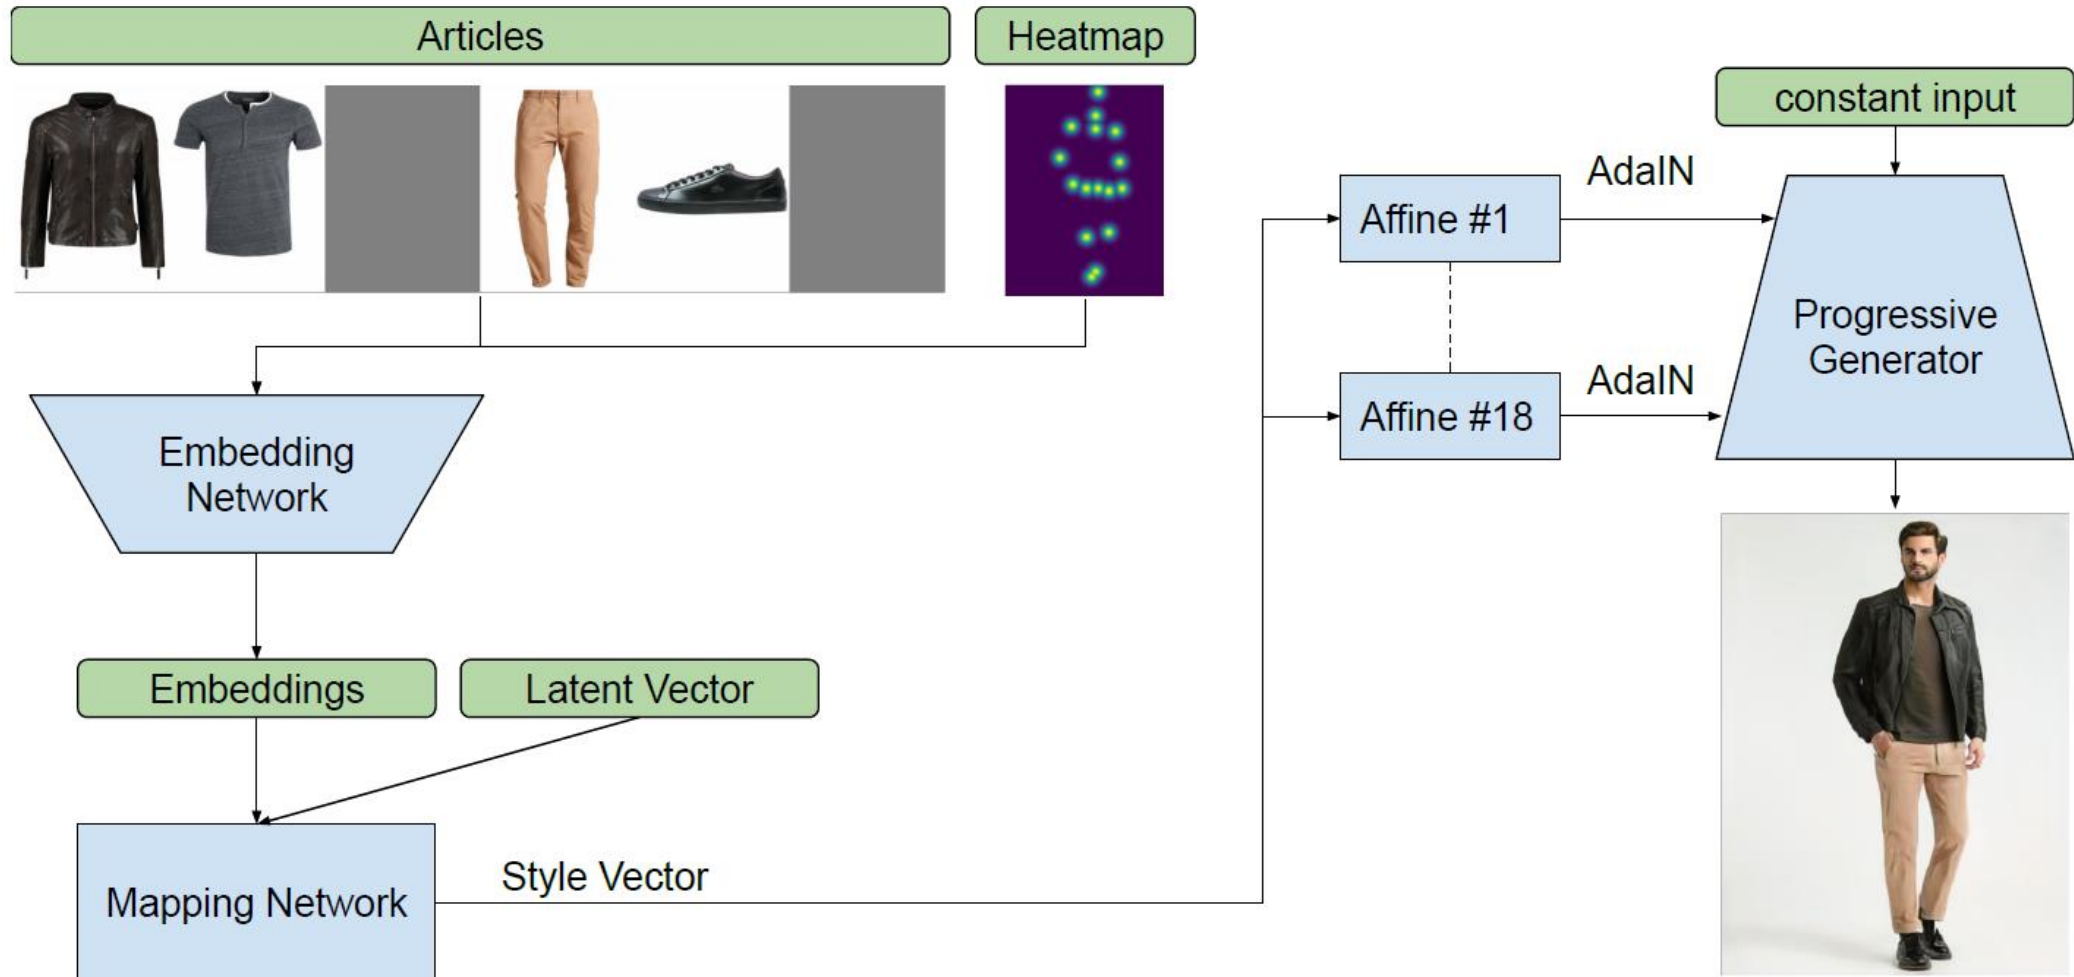 Articles
Heatmap
constant input
AdaIN
Affine #1
Progressive
Generator
AdaIN
Affine #18
Embedding
Network
Embeddings
Latent Vector
Style Vector
Mapping Network